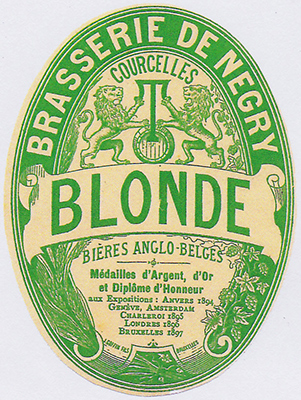 BRASSERIE DE NEGRY
COURCELLES
BLONDE
BIÈRES ANGLO-BELGES
Médailles d'Argent, d'Or
et Diplôme d'Honneur
aux Expositions : ANVERS 1894
GENÈVE, AMSTERDAM
CHARLEROI 1895
LONDRES 1896
BRUXELLES 1897
BRUXELLES